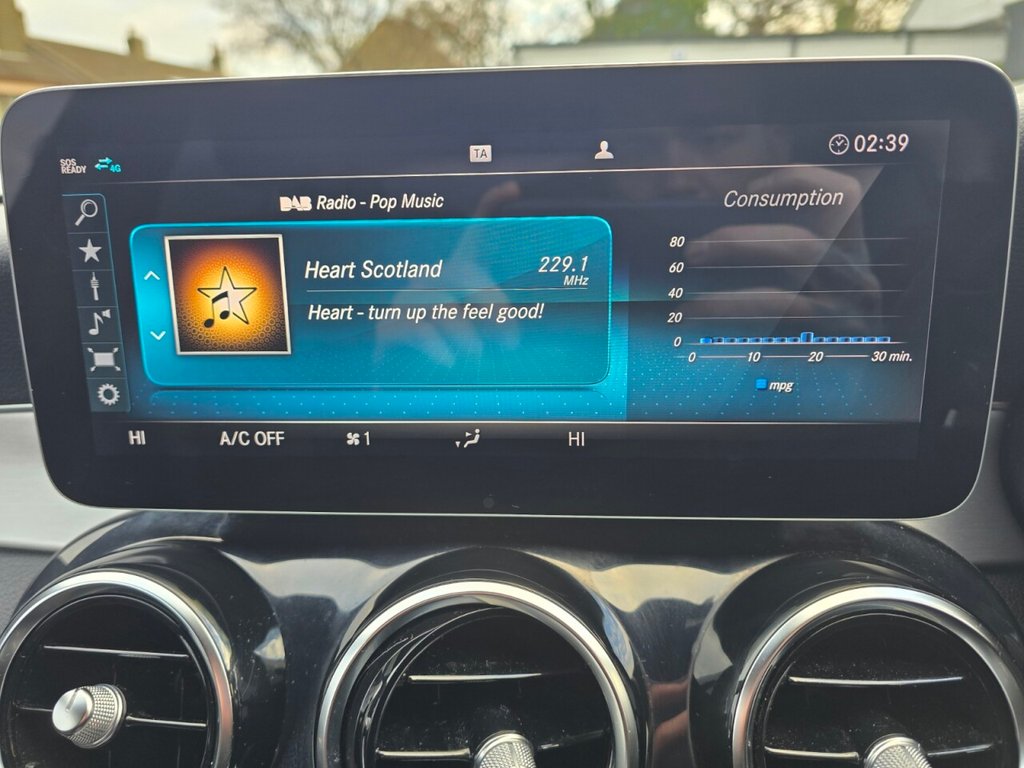 SOS
READY
4G
TA
02:39
DAB Radio - Pop Music
Heart Scotland
229.1
MHz
Heart - turn up the feel good!
Consumption
80
60
40
20
0
0 10 20 30 min.
mpg
HI A/C OFF 1 HI